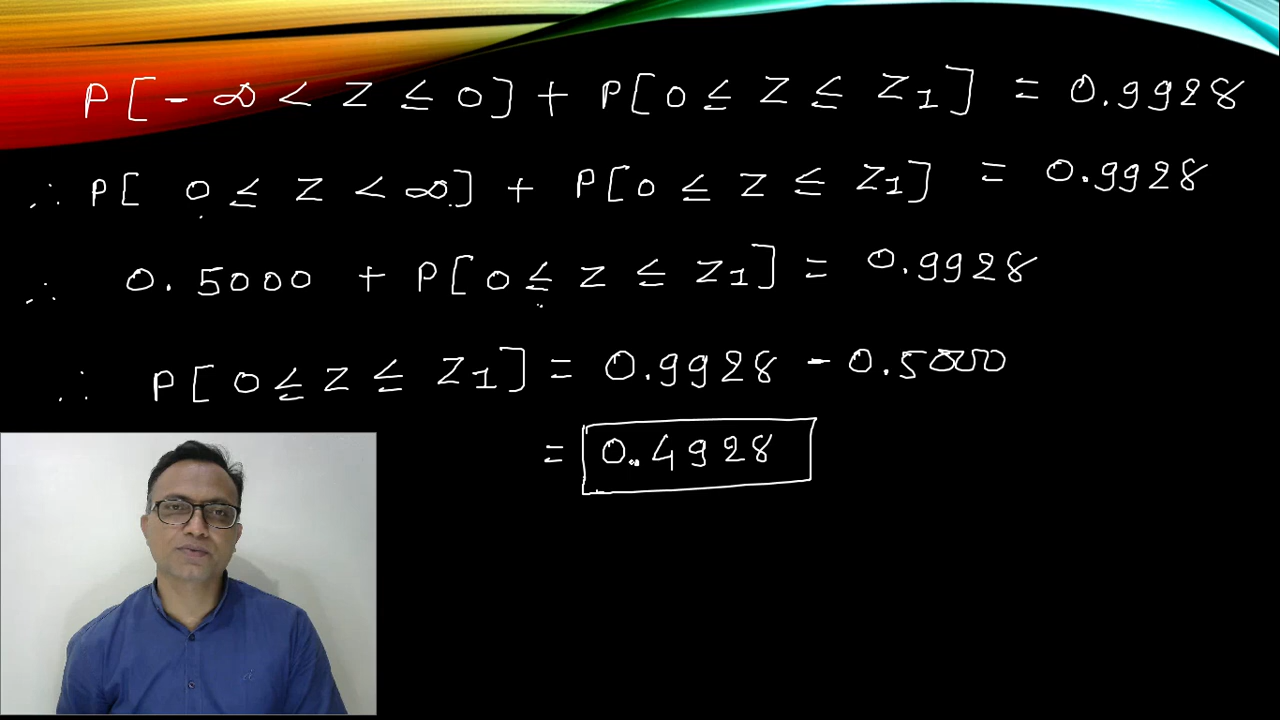 P[-∞ < Z ≤ 0] + P[0 ≤ Z ≤ Z1] = 0.9928
∴ P[ 0 ≤ Z < ∞] + P[0 ≤ Z ≤ Z1] = 0.9928
∴ 0.5000 + P[0 ≤ Z ≤ Z1] = 0.9928
∴ P[0 ≤ Z ≤ Z1] = 0.9928 - 0.5000
= 0.4928